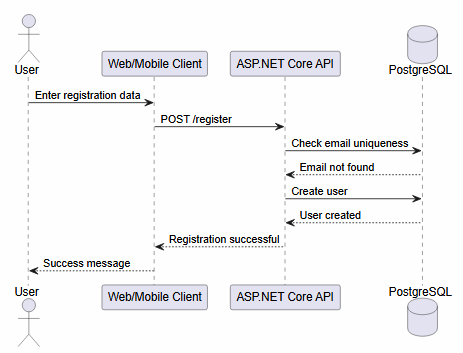 User
Web/Mobile Client
ASP.NET Core API
PostgreSQL
Enter registration data
POST /register
Check email uniqueness
Email not found
Create user
User created
Registration successful
Success message
User
Web/Mobile Client
ASP.NET Core API
PostgreSQL